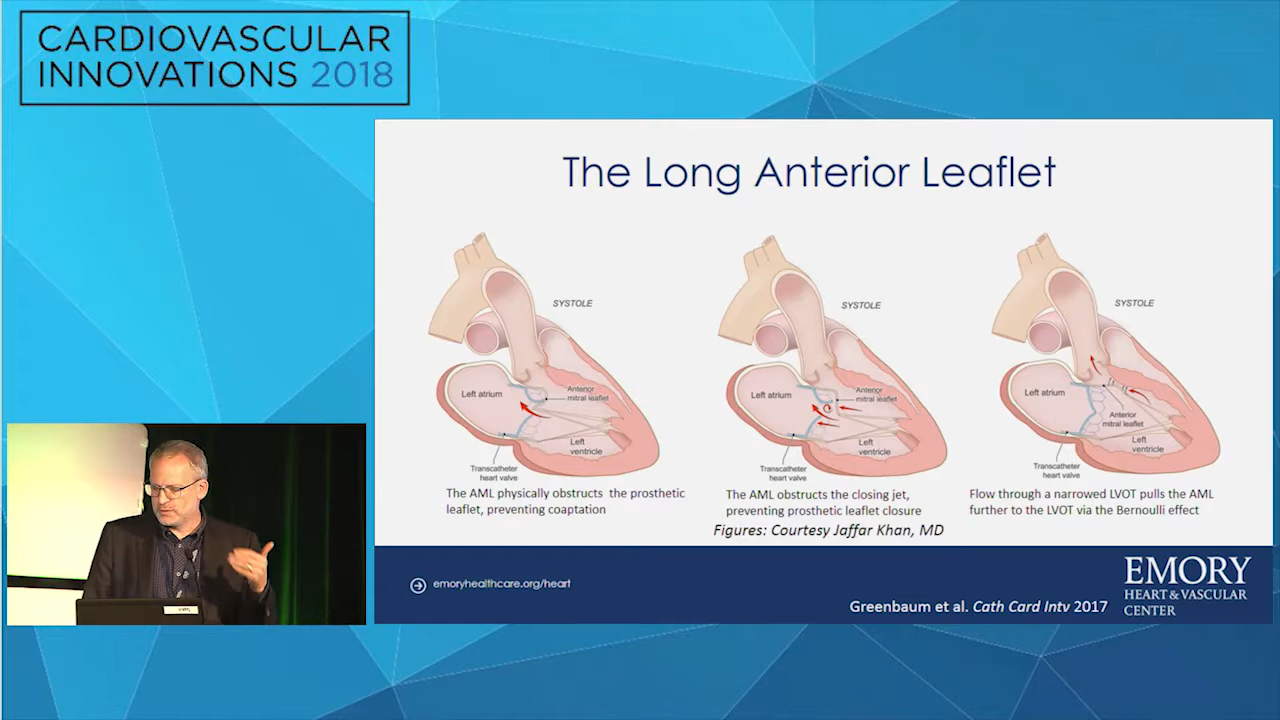 CARDIOVASCULAR
INNOVATIONS 2018
The Long Anterior Leaflet
SYSTOLE
Left atrium
Anterior
mitral leaflet
Left
ventricle
Transcatheter
heart valve
The AML physically obstructs the prosthetic
leaflet, preventing coaptation
SYSTOLE
Left atrium
Anterior
mitral leaflet
Left
ventricle
Transcatheter
heart valve
The AML obstructs the closing jet,
preventing prosthetic leaflet closure
SYSTOLE
Left atrium
Anterior
mitral leaflet
Left
ventricle
Transcatheter
heart valve
Flow through a narrowed LVOT pulls the AML
further to the LVOT via the Bernoulli effect
Figures: Courtesy Jaffar Khan, MD
emoryhealthcare.org/heart
Greenbaum et al. Cath Card Intv 2017
EMORY
HEART & VASCULAR
CENTER